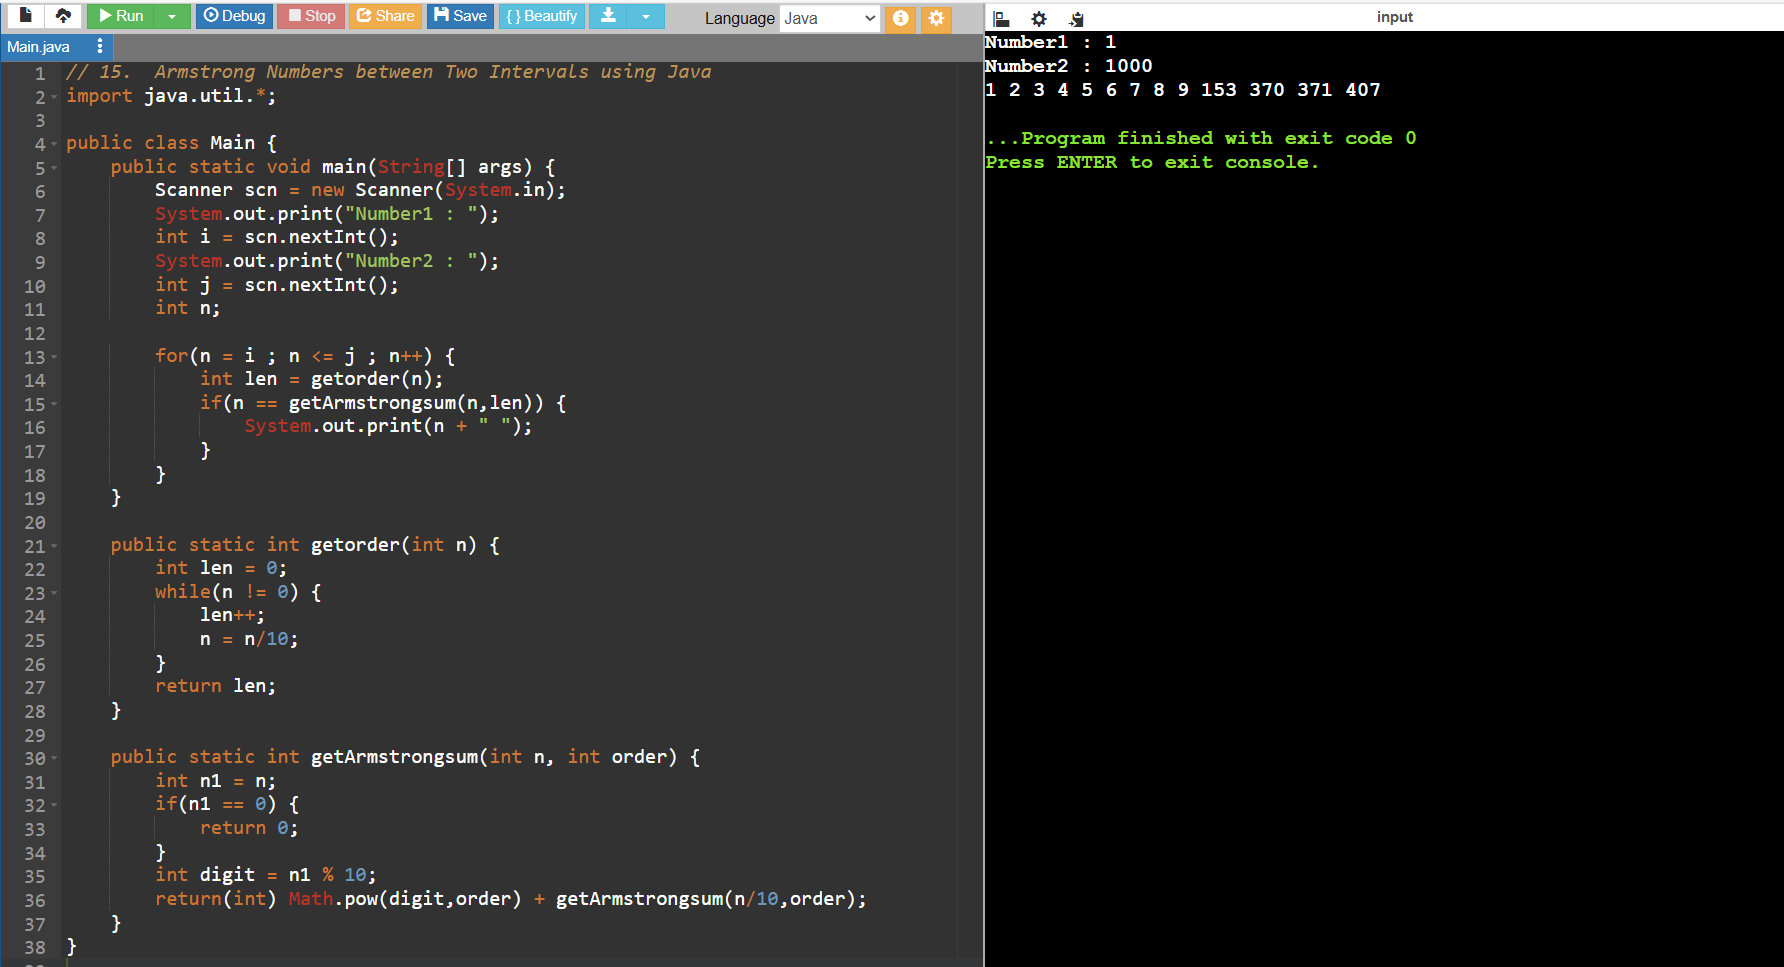 Run Debug Stop Share Save {} Beautify Language Java
Main.java
1 // 15.  Armstrong Numbers between Two Intervals using Java
2 import java.util.*;
3
4 public class Main {
5     public static void main(String[] args) {
6         Scanner scn = new Scanner(System.in);
7         System.out.print("Number1 : ");
8         int i = scn.nextInt();
9         System.out.print("Number2 : ");
10         int j = scn.nextInt();
11         int n;
12
13         for(n = i ; n <= j ; n++) {
14             int len = getorder(n);
15             if(n == getArmstrongsum(n,len)) {
16                 System.out.print(n + " ");
17             }
18         }
19     }
20
21     public static int getorder(int n) {
22         int len = 0;
23         while(n != 0) {
24             len++;
25             n = n/10;
26         }
27         return len;
28     }
29
30     public static int getArmstrongsum(int n, int order) {
31         int n1 = n;
32         if(n1 == 0) {
33             return 0;
34         }
35         int digit = n1 % 10;
36         return(int) Math.pow(digit,order) + getArmstrongsum(n/10,order);
37     }
38 }
input
Number1 : 1
Number2 : 1000
1 2 3 4 5 6 7 8 9 153 370 371 407
...Program finished with exit code 0
Press ENTER to exit console.